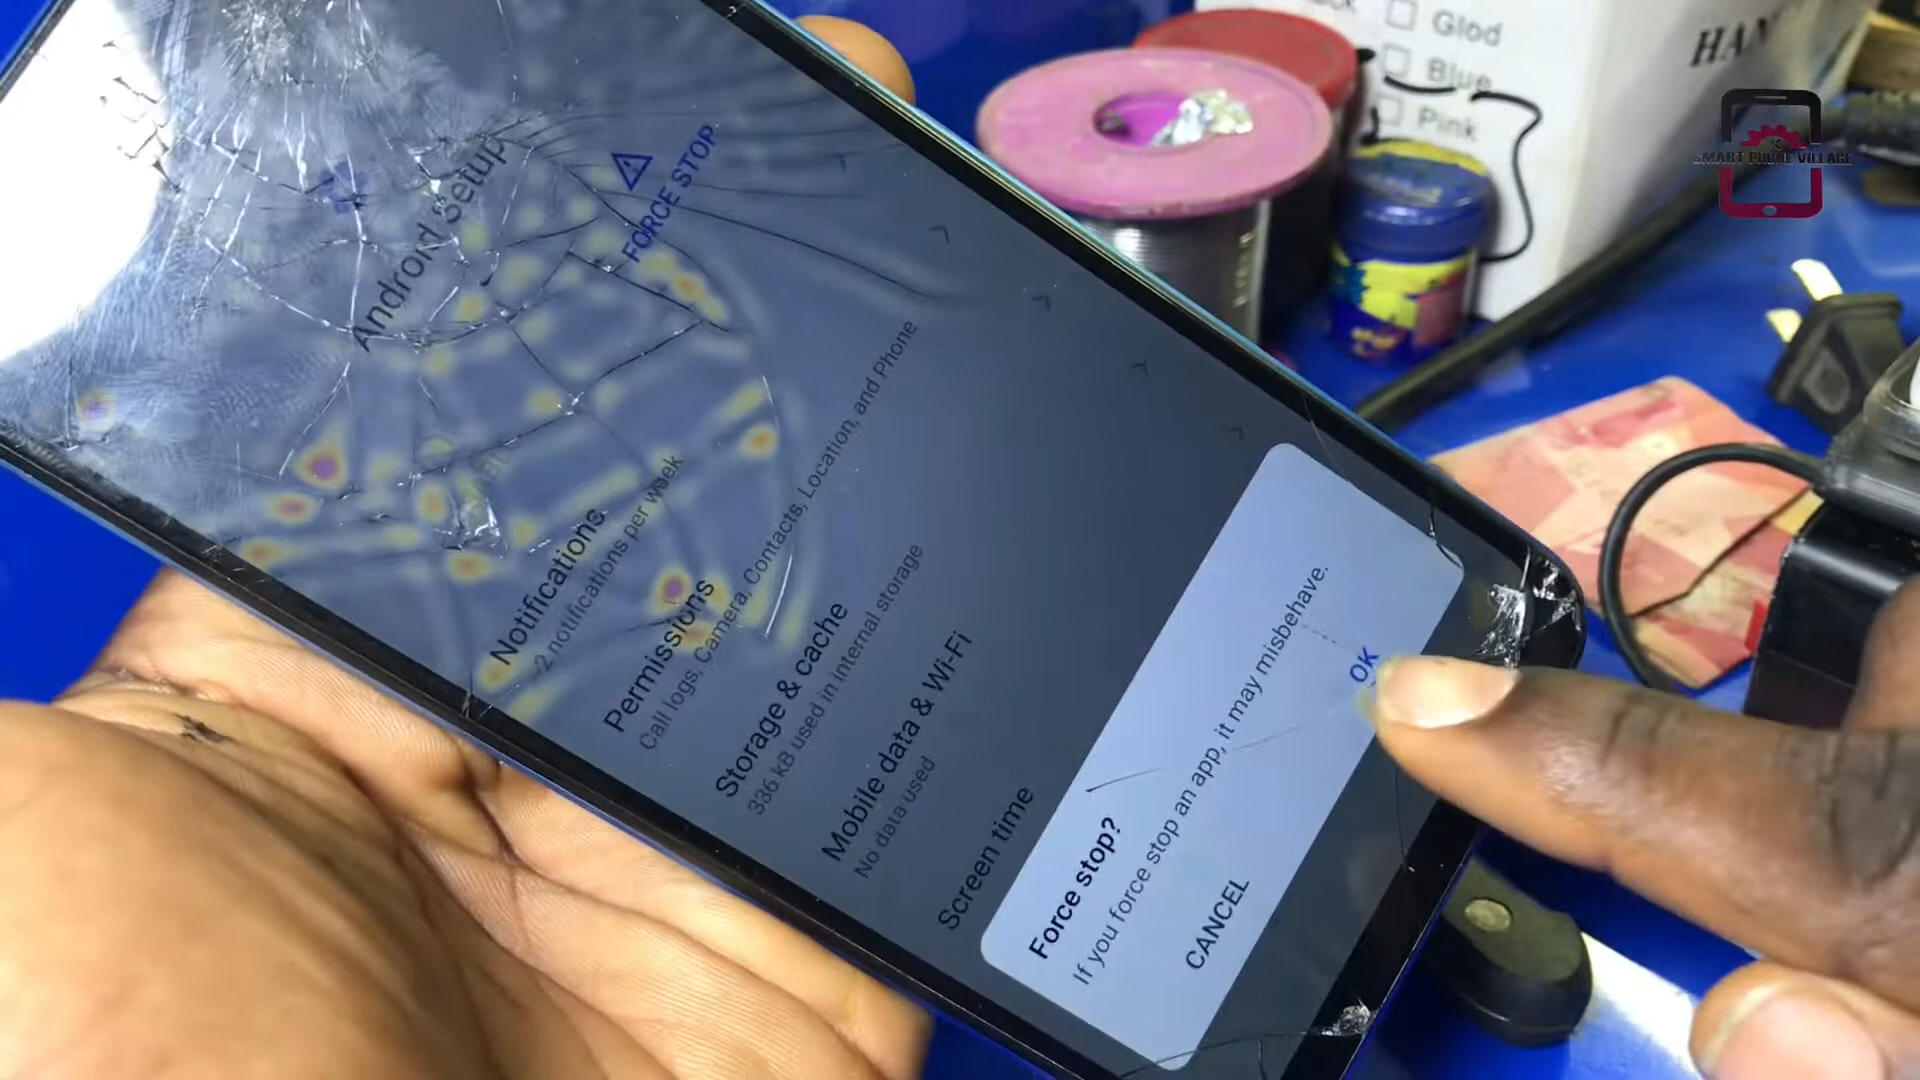 Android Setup
FORCE STOP
Notifications
2 notifications per week
Permissions
Call logs, Camera, Contacts, Location, and Phone
Storage & cache
336 kB used in internal storage
Mobile data & Wi-Fi
No data used
Screen time
Force stop?
If you force stop an app, it may misbehave.
CANCEL
OK
Glod
Blue
Pink
SMART PHONE VILLAGE